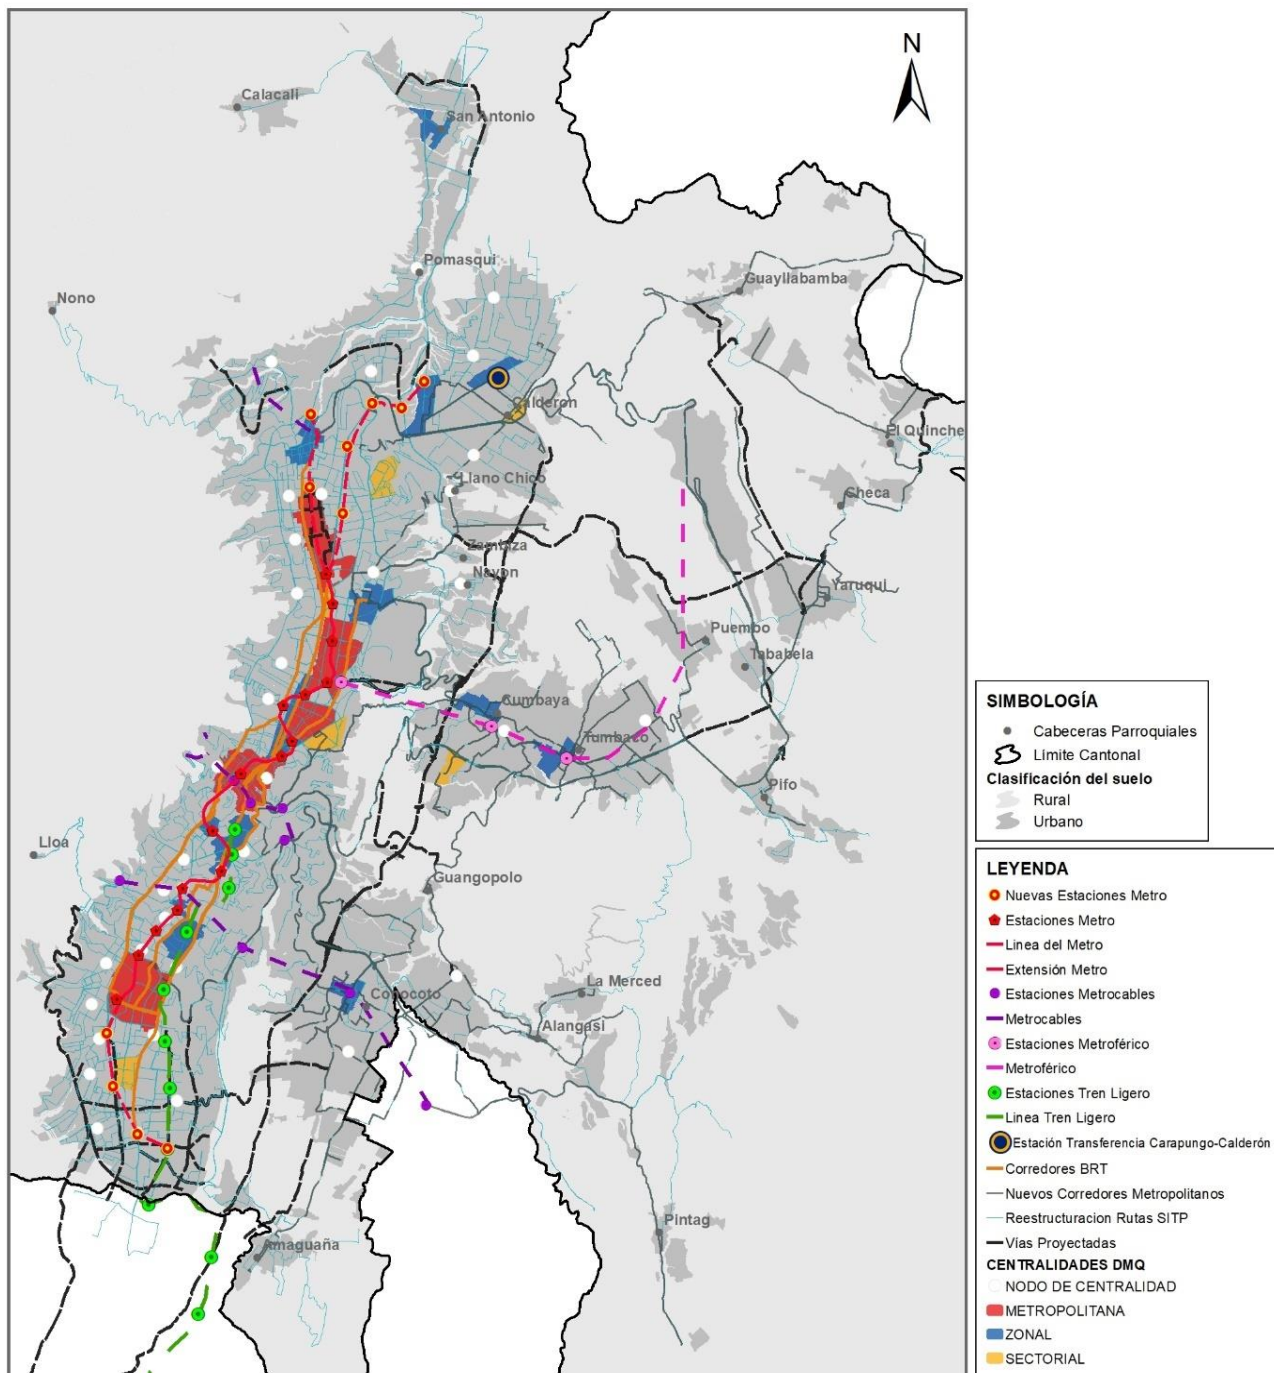 N
Calacali
San Antonio
Pomasqui
Guayllabamba
Nono
Calderon
El Quinche
Llano Chico
Checa
Zambiza
Nayon
Yaruqui
Puembo
Tababela
Cumbaya
Tumbaco
Pifo
Lloa
Guangopolo
La Merced
Conocoto
Alangasi
Pintag
Amaguaña
SIMBOLOGÍA
Cabeceras Parroquiales
Limite Cantonal
Clasificación del suelo
Rural
Urbano
LEYENDA
Nuevas Estaciones Metro
Estaciones Metro
Linea del Metro
Extensión Metro
Estaciones Metrocables
Metrocables
Estaciones Metroférico
Metroférico
Estaciones Tren Ligero
Linea Tren Ligero
Estación Transferencia Carapungo-Calderón
Corredores BRT
Nuevos Corredores Metropolitanos
Reestructuracion Rutas SITP
Vias Proyectadas
CENTRALIDADES DMQ
NODO DE CENTRALIDAD
METROPOLITANA
ZONAL
SECTORIAL